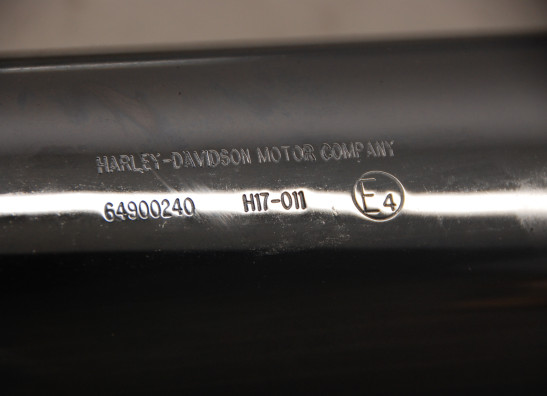 HARLEY-DAVIDSON MOTOR COMPANY
64900240 H17-011 E4